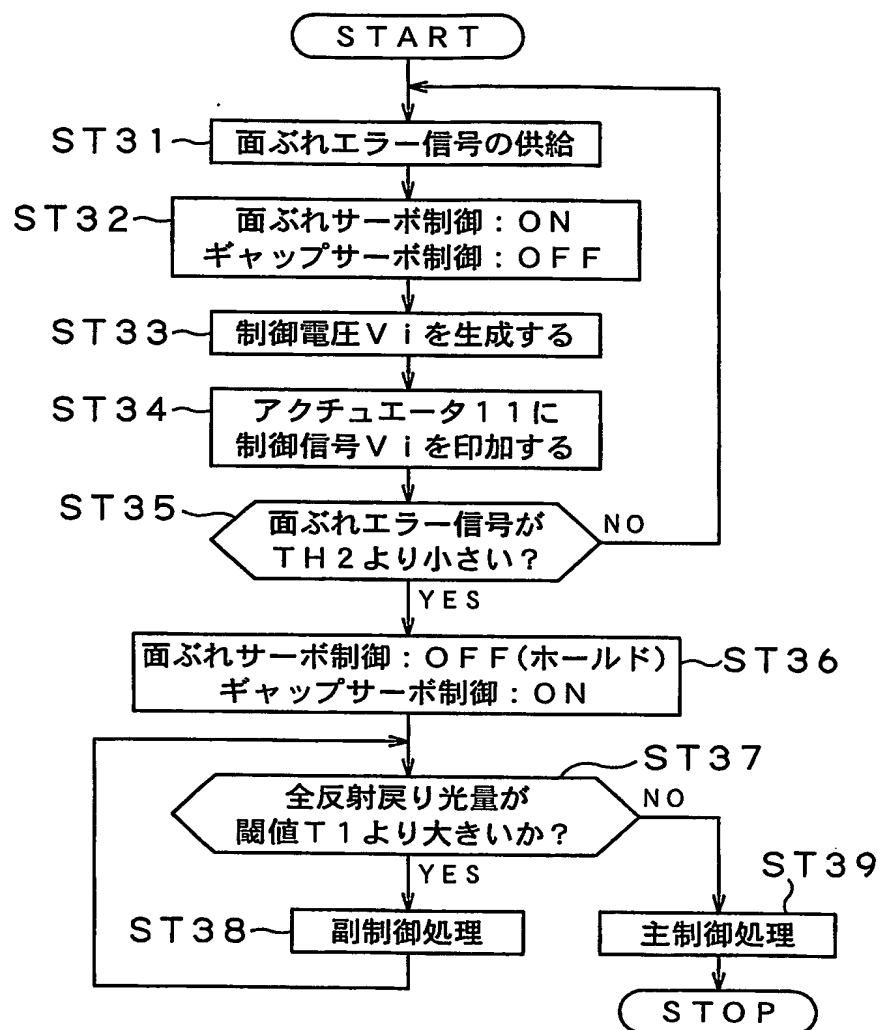 START
ST31
面ぶれエラー信号の供給
ST32
面ぶれサーボ制御:ON
ギャップサーボ制御:OFF
ST33
制御電圧Viを生成する
ST34
アクチュエータ11に
制御信号Viを印加する
ST35
面ぶれエラー信号が
TH2より小さい?
NO
YES
面ぶれサーボ制御:OFF(ホールド)
ギャップサーボ制御:ON
ST36
ST37
全反射戻り光量が
閾値T1より大きいか?
NO
YES
ST38
副制御処理
ST39
主制御処理
STOP